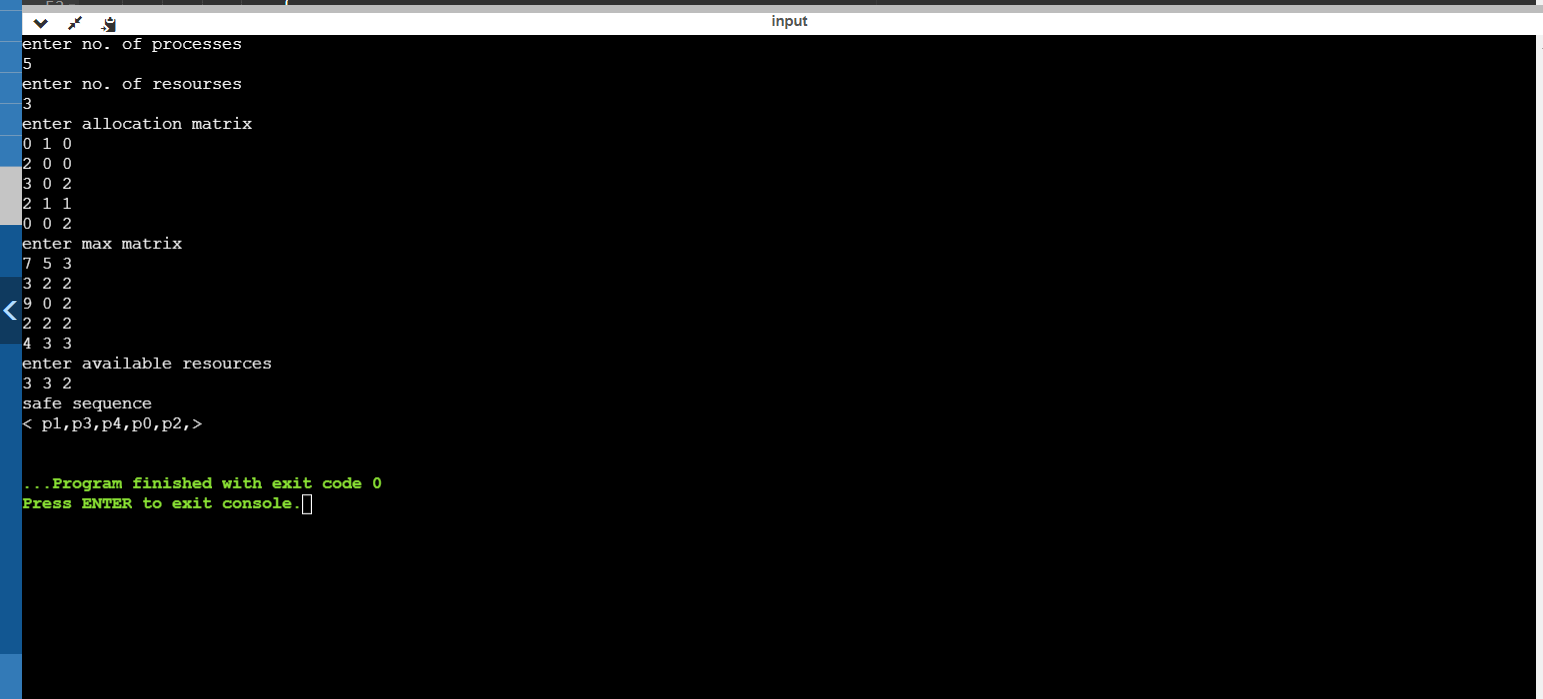 input
enter no. of processes
5
enter no. of resourses
3
enter allocation matrix
0 1 0
2 0 0
3 0 2
2 1 1
0 0 2
enter max matrix
7 5 3
3 2 2
9 0 2
2 2 2
4 3 3
enter available resources
3 3 2
safe sequence
< p1,p3,p4,p0,p2,>
...Program finished with exit code 0
Press ENTER to exit console.